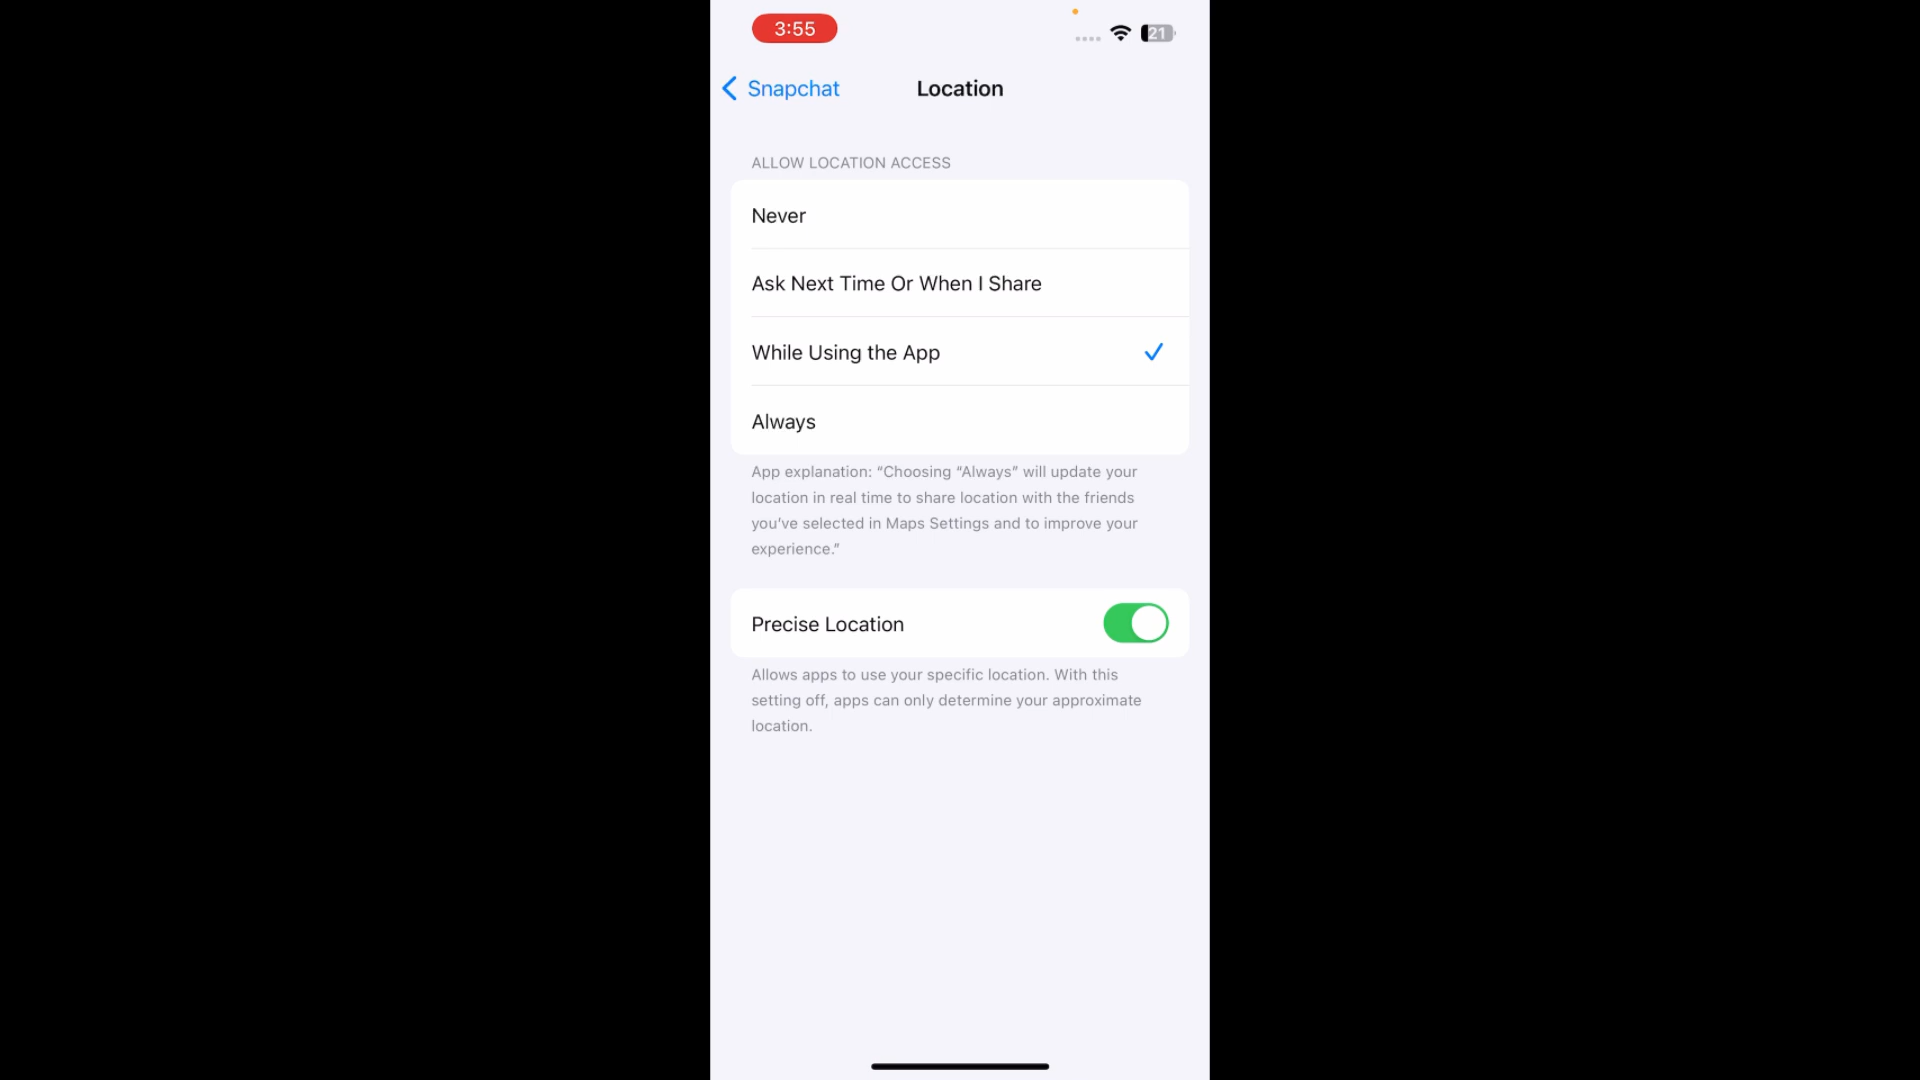 3:55
21
Snapchat
Location
ALLOW LOCATION ACCESS
Never
Ask Next Time Or When I Share
While Using the App
Always
App explanation: “Choosing “Always” will update your
location in real time to share location with the friends
you’ve selected in Maps Settings and to improve your
experience.”
Precise Location
Allows apps to use your specific location. With this
setting off, apps can only determine your approximate
location.